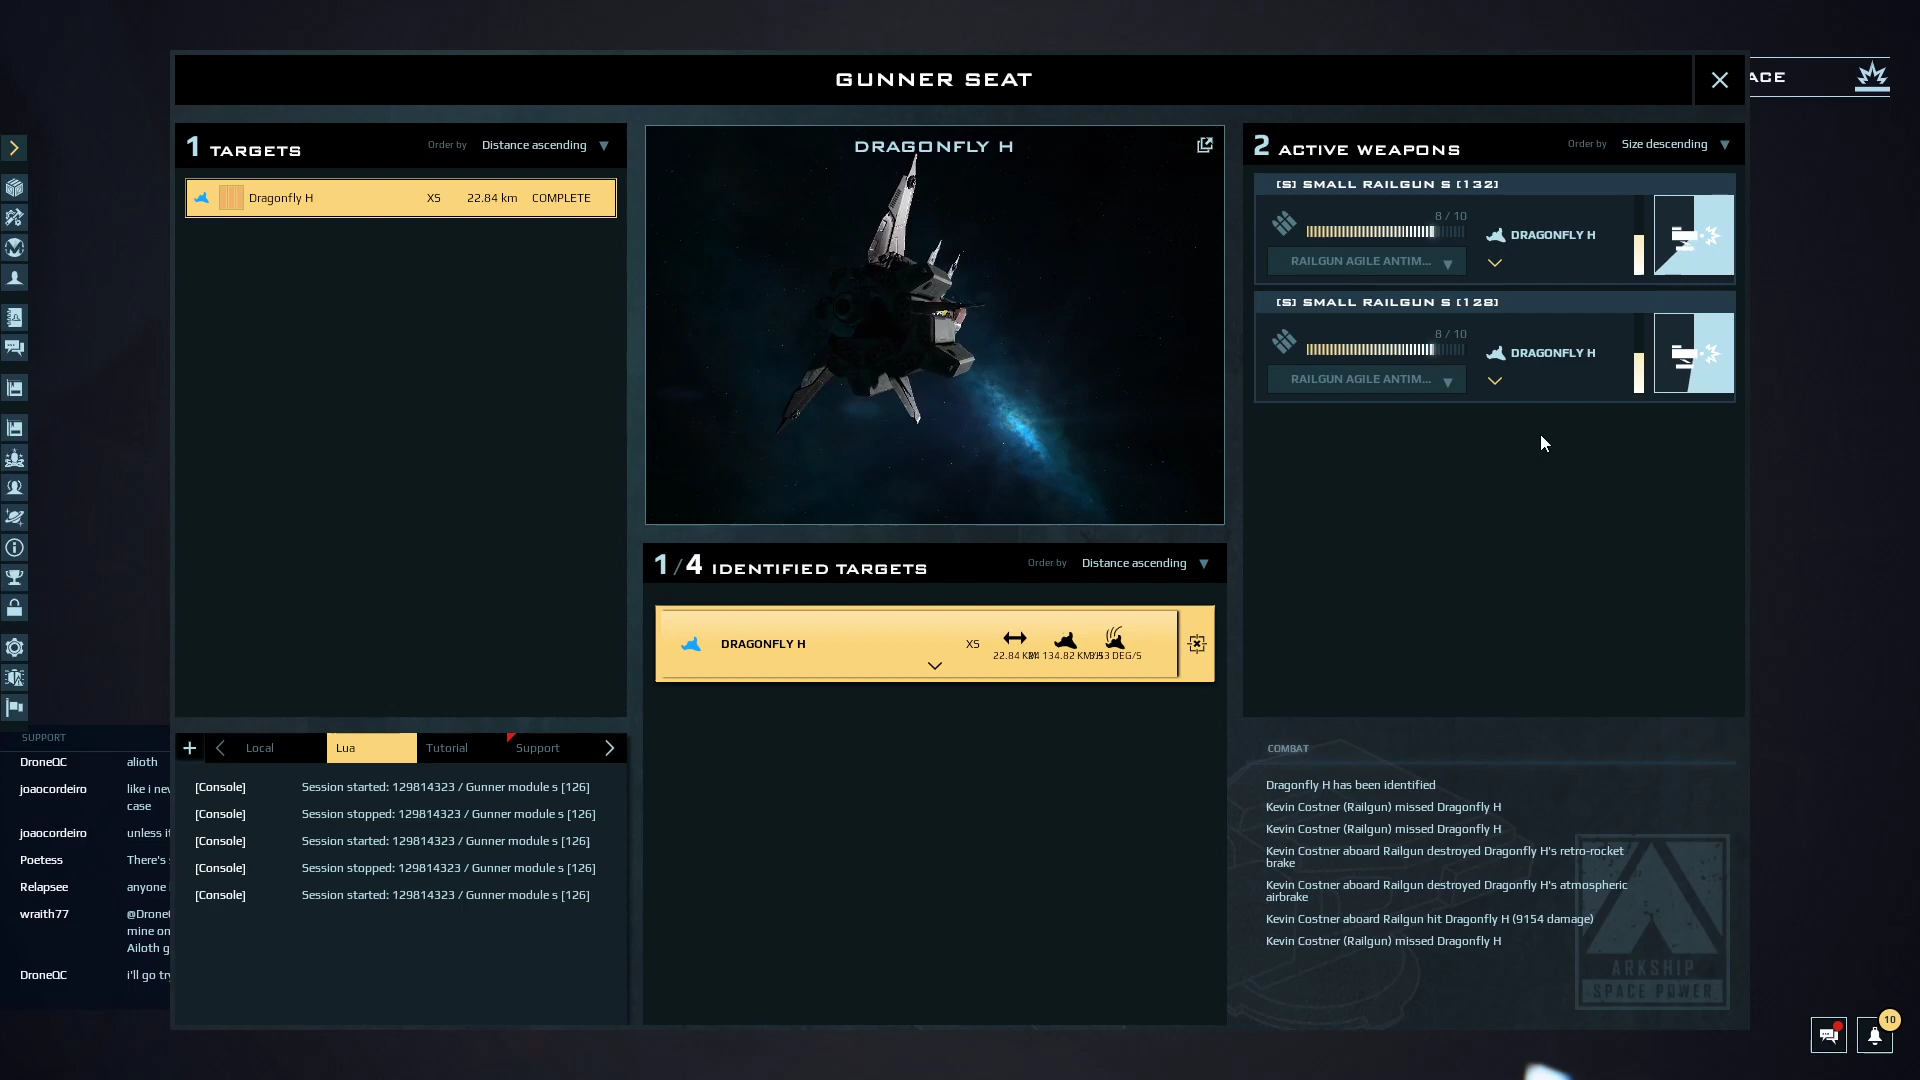 GUNNER SEAT
ACE
1 TARGETS
Order by Distance ascending
Dragonfly H XS 22.84 km COMPLETE
DRAGONFLY H
2 ACTIVE WEAPONS
Order by Size descending
[S] SMALL RAILGUN S [132]
8 / 10
DRAGONFLY H
RAILGUN AGILE ANTIM...
[S] SMALL RAILGUN S [128]
8 / 10
DRAGONFLY H
RAILGUN AGILE ANTIM...
1/4 IDENTIFIED TARGETS
Order by Distance ascending
DRAGONFLY H XS
22.84 134.82 DEG/S
Local Lua Tutorial Support
[Console] Session started: 129814323 / Gunner module s [126]
[Console] Session stopped: 129814323 / Gunner module s [126]
[Console] Session started: 129814323 / Gunner module s [126]
[Console] Session stopped: 129814323 / Gunner module s [126]
[Console] Session started: 129814323 / Gunner module s [126]
SUPPORT
DroneQC alioth
joaocordeiro like i
case
joaocordeiro unless
Poetess There's
Relapsee anyone
wraith77
mine on
Ailoth
DroneQC i'll go
COMBAT
Dragonfly H has been identified
Kevin Costner (Railgun) missed Dragonfly H
Kevin Costner (Railgun) missed Dragonfly H
Kevin Costner aboard Railgun destroyed Dragonfly H's retro-rocket
brake
Kevin Costner aboard Railgun destroyed Dragonfly H's atmospheric
airbrake
Kevin Costner aboard Railgun hit Dragonfly H (9154 damage)
Kevin Costner (Railgun) missed Dragonfly H
ARKSHIP
SPACE POWER
10